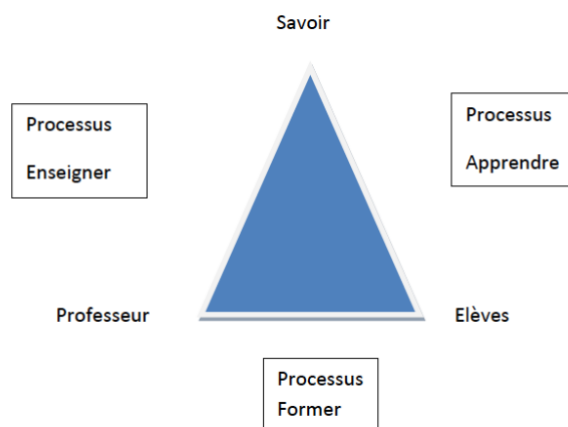 Savoir
Processus
Enseigner
Processus
Apprendre
Professeur
Elèves
Processus
Former